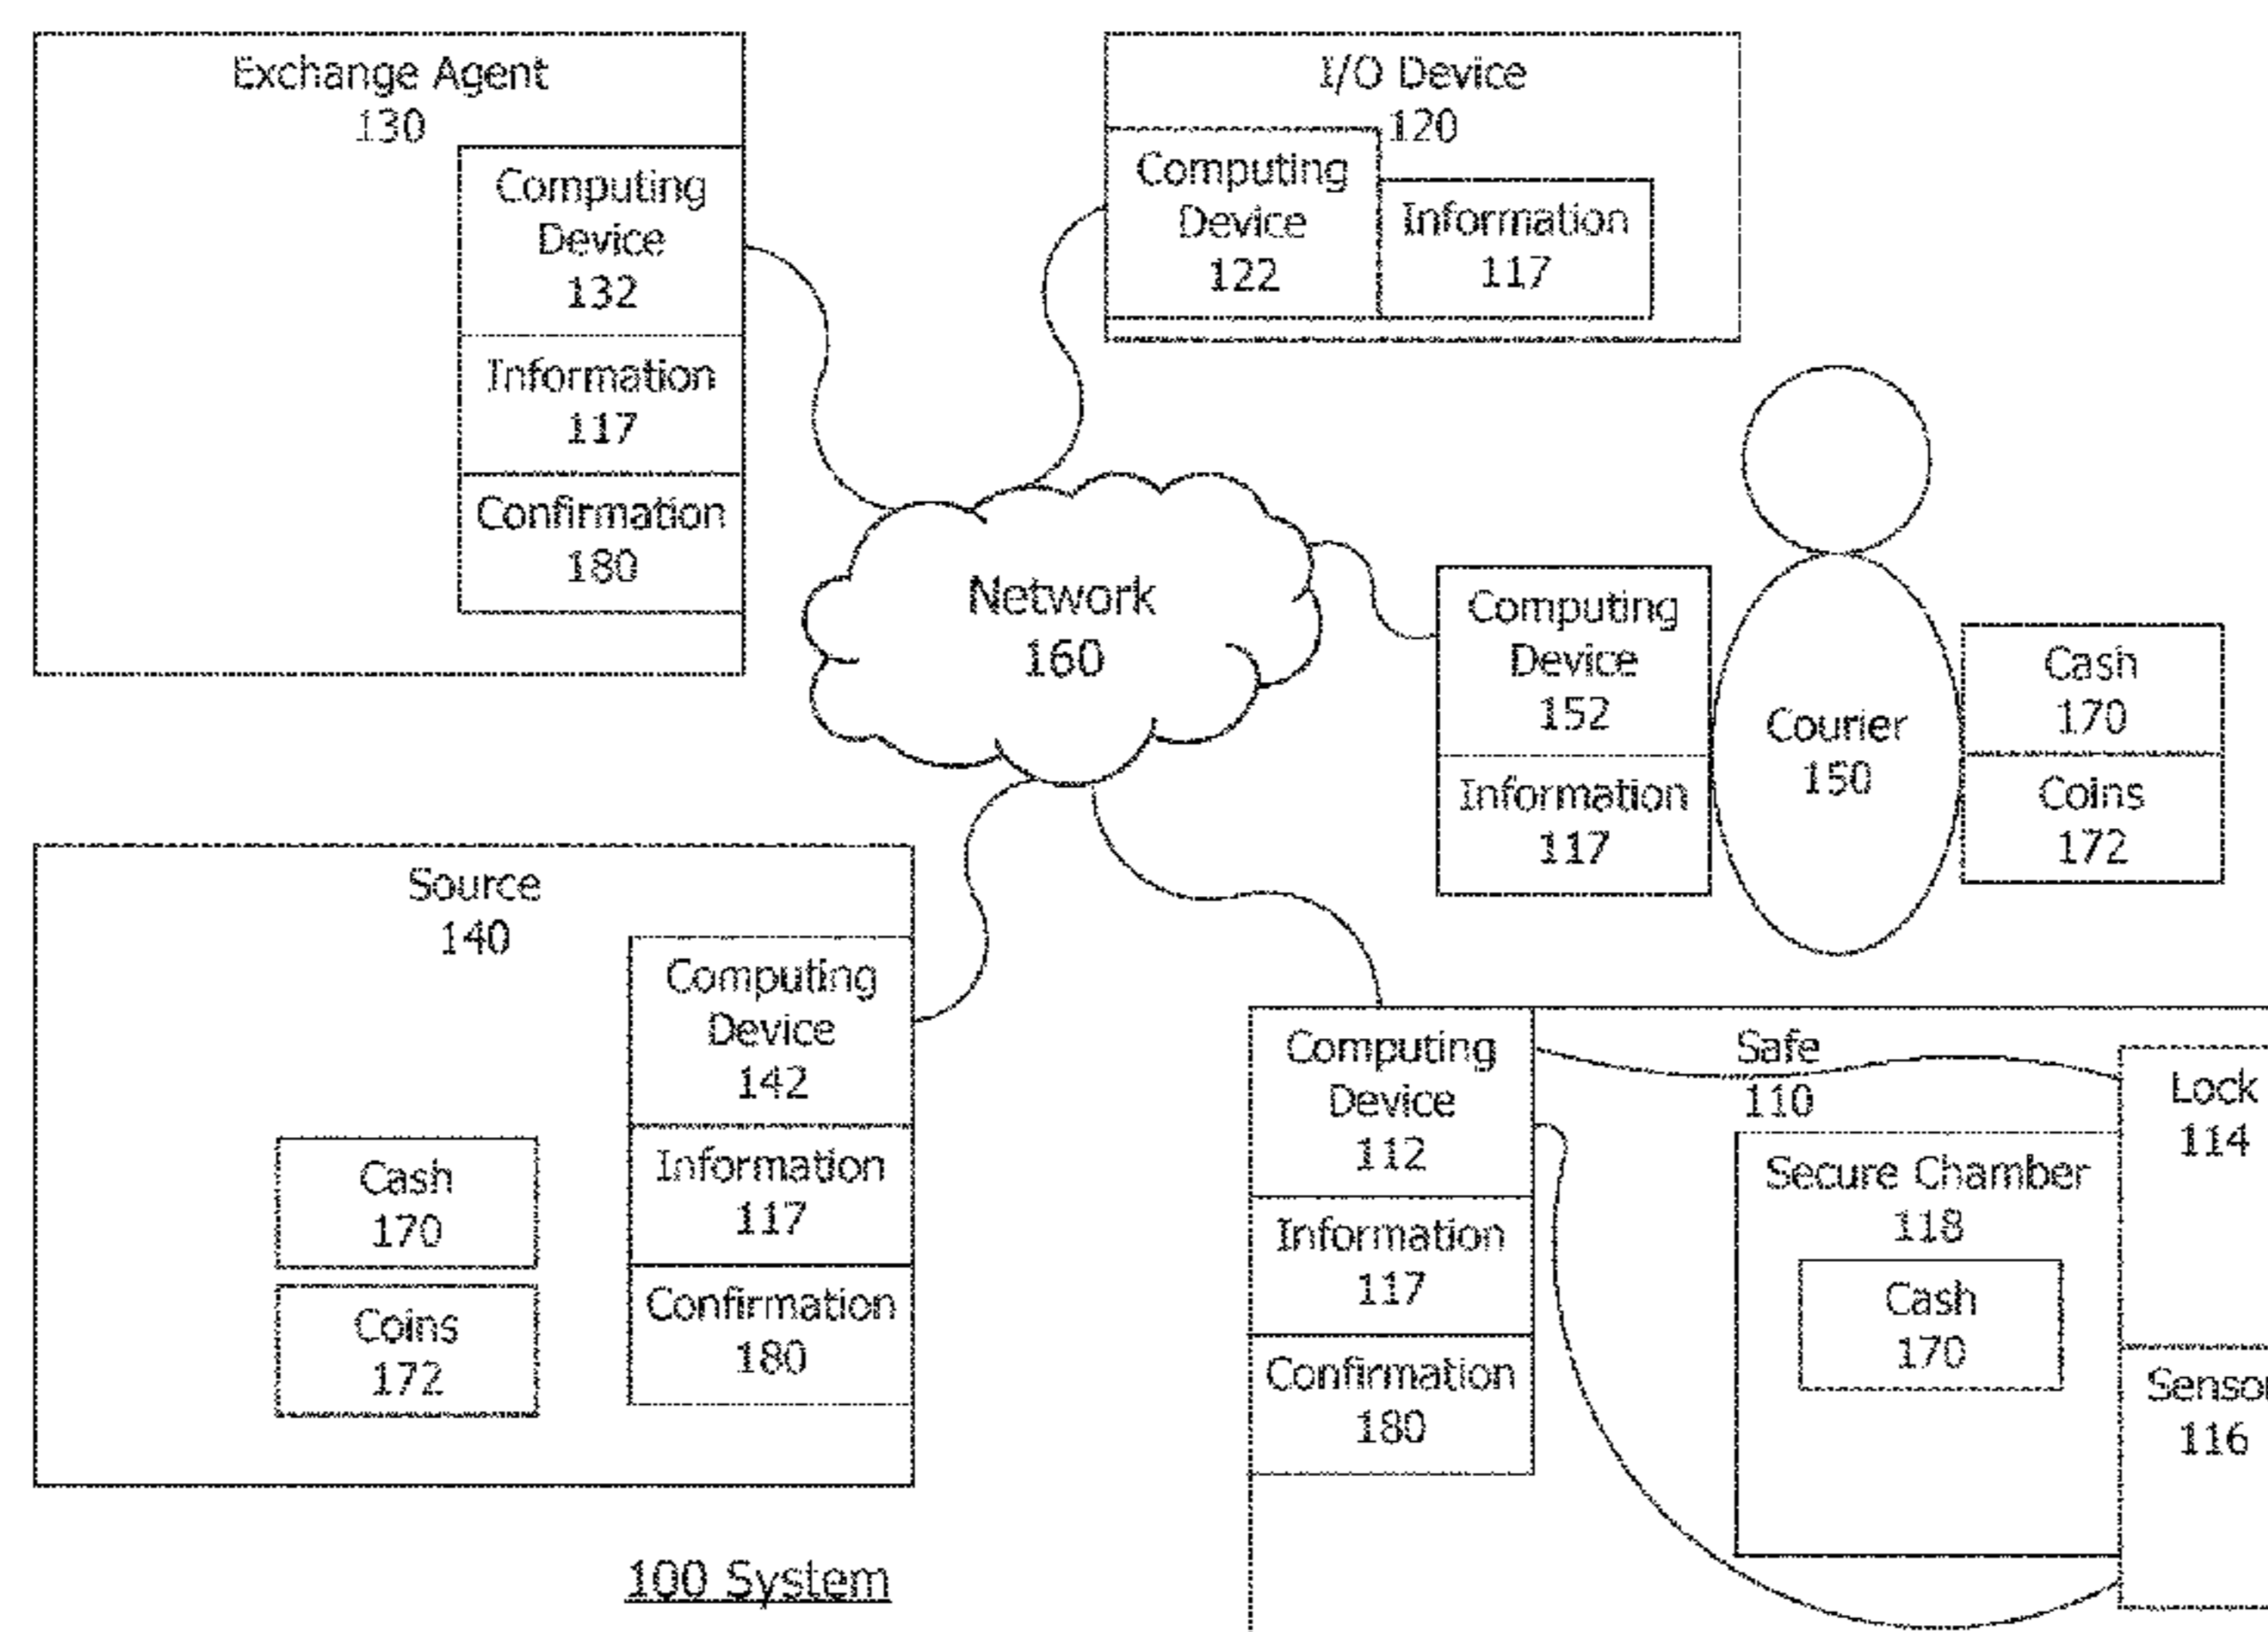 Exchange Agent
130
Computing
Device
132
Information
117
Confirmation
180
I/O Device
120
Computing
Device
122
Information
117
Network
160
Computing
Device
152
Information
117
Courier
150
Cash
170
Coins
172
Source
140
Computing
Device
142
Information
117
Confirmation
180
Cash
170
Coins
172
Computing
Device
112
Information
117
Confirmation
180
Safe
110
Secure Chamber
118
Cash
170
Lock
114
Sensor
116
100 System